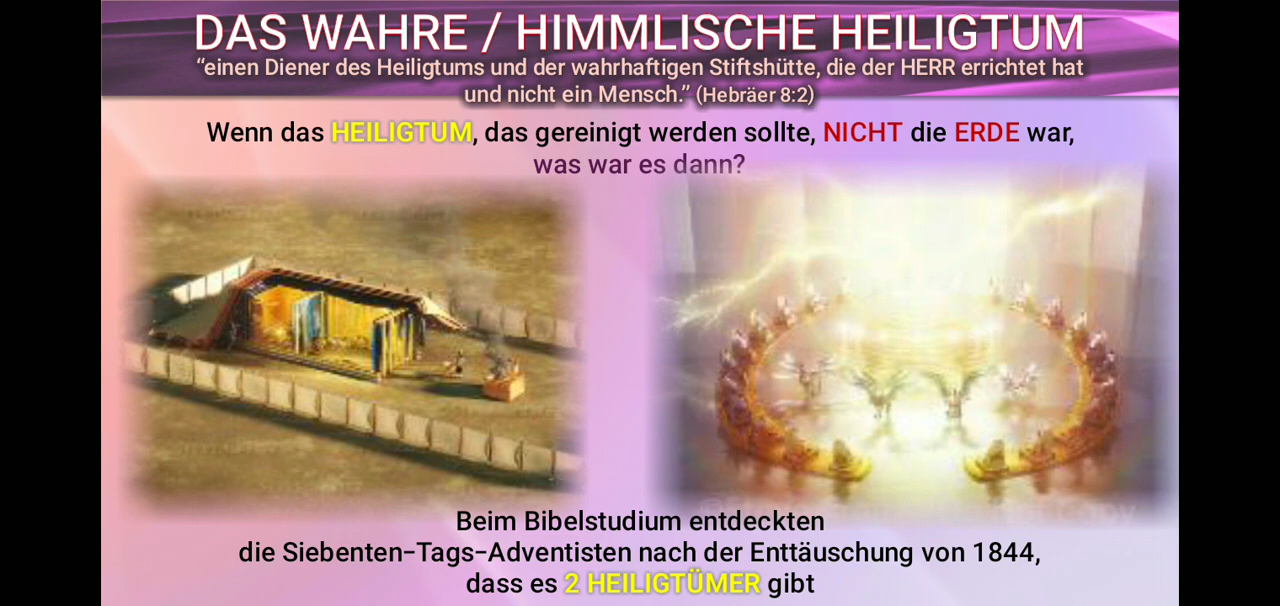 DAS WAHRE / HIMMLISCHE HEILIGTUM
“einen Diener des Heiligtums und der wahrhaftigen Stiftshütte, die der HERR errichtet hat
und nicht ein Mensch.” (Hebräer 8:2)
Wenn das HEILIGTUM, das gereinigt werden sollte, NICHT die ERDE war,
was war es dann?
Beim Bibelstudium entdeckten
die Siebenten-Tags-Adventisten nach der Enttäuschung von 1844,
dass es 2 HEILIGTÜMER gibt